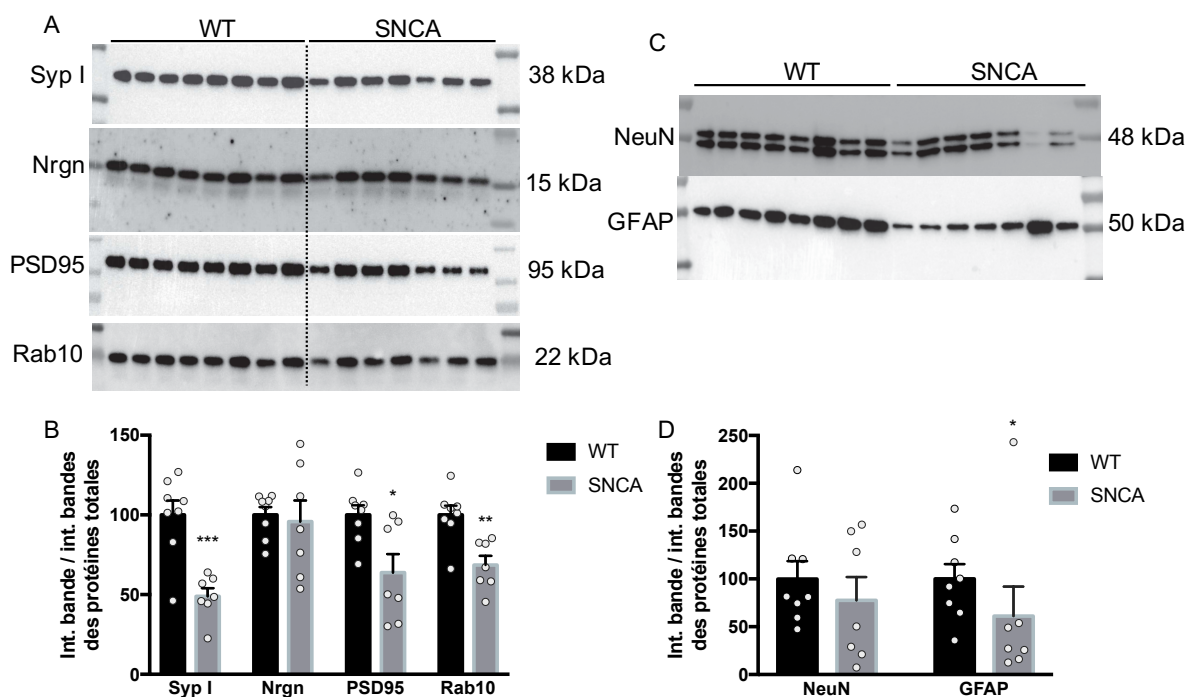 A
WT SNCA
Syp I 38 kDa
Nrgn 15 kDa
PSD95 95 kDa
Rab10 22 kDa
B
Int. bande / int. bandes
des protéines totales
150
100
50
0
***
*
**
WT
SNCA
Syp I Nrgn PSD95 Rab10
C
WT SNCA
NeuN 48 kDa
GFAP 50 kDa
D
Int. bande / int. bandes
des protéines totales
250
200
150
100
50
0
*
WT
SNCA
NeuN GFAP